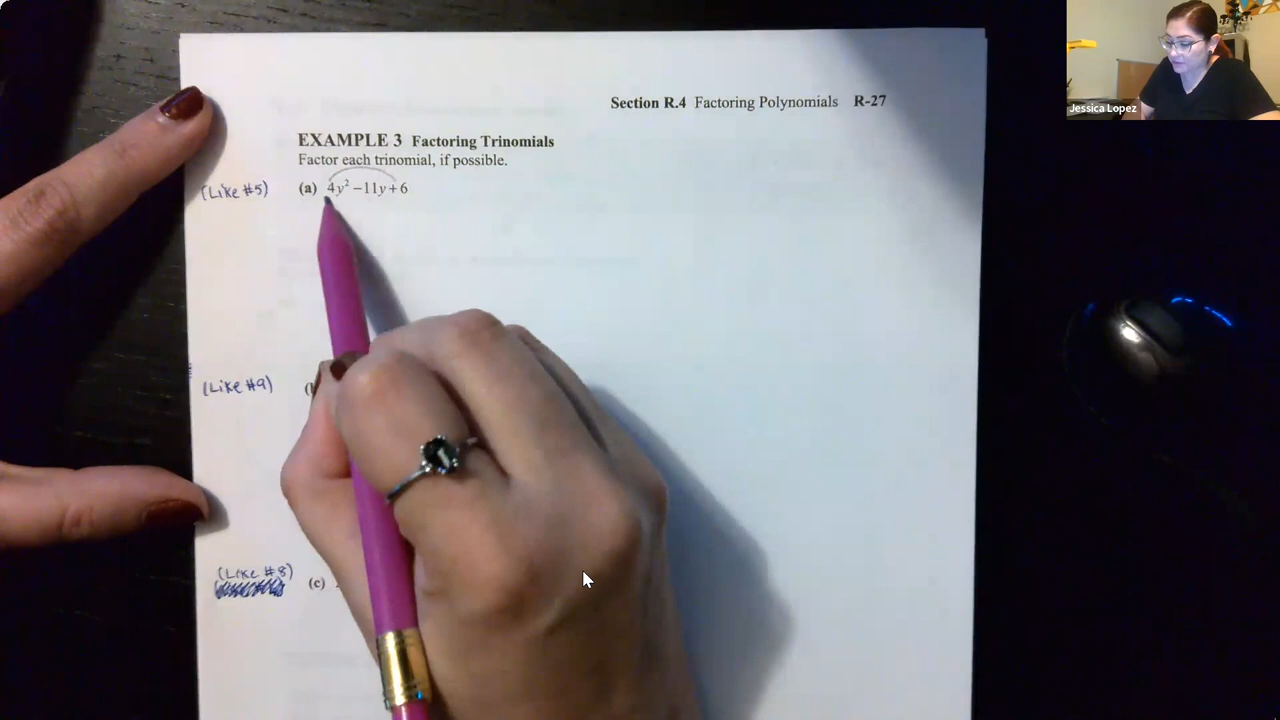 Jessica Lopez
Section R.4 Factoring Polynomials R-27
EXAMPLE 3 Factoring Trinomials
Factor each trinomial, if possible.
(Like #5) (a) 4y² − 11y + 6
(Like #9)
(Like #8) (c)